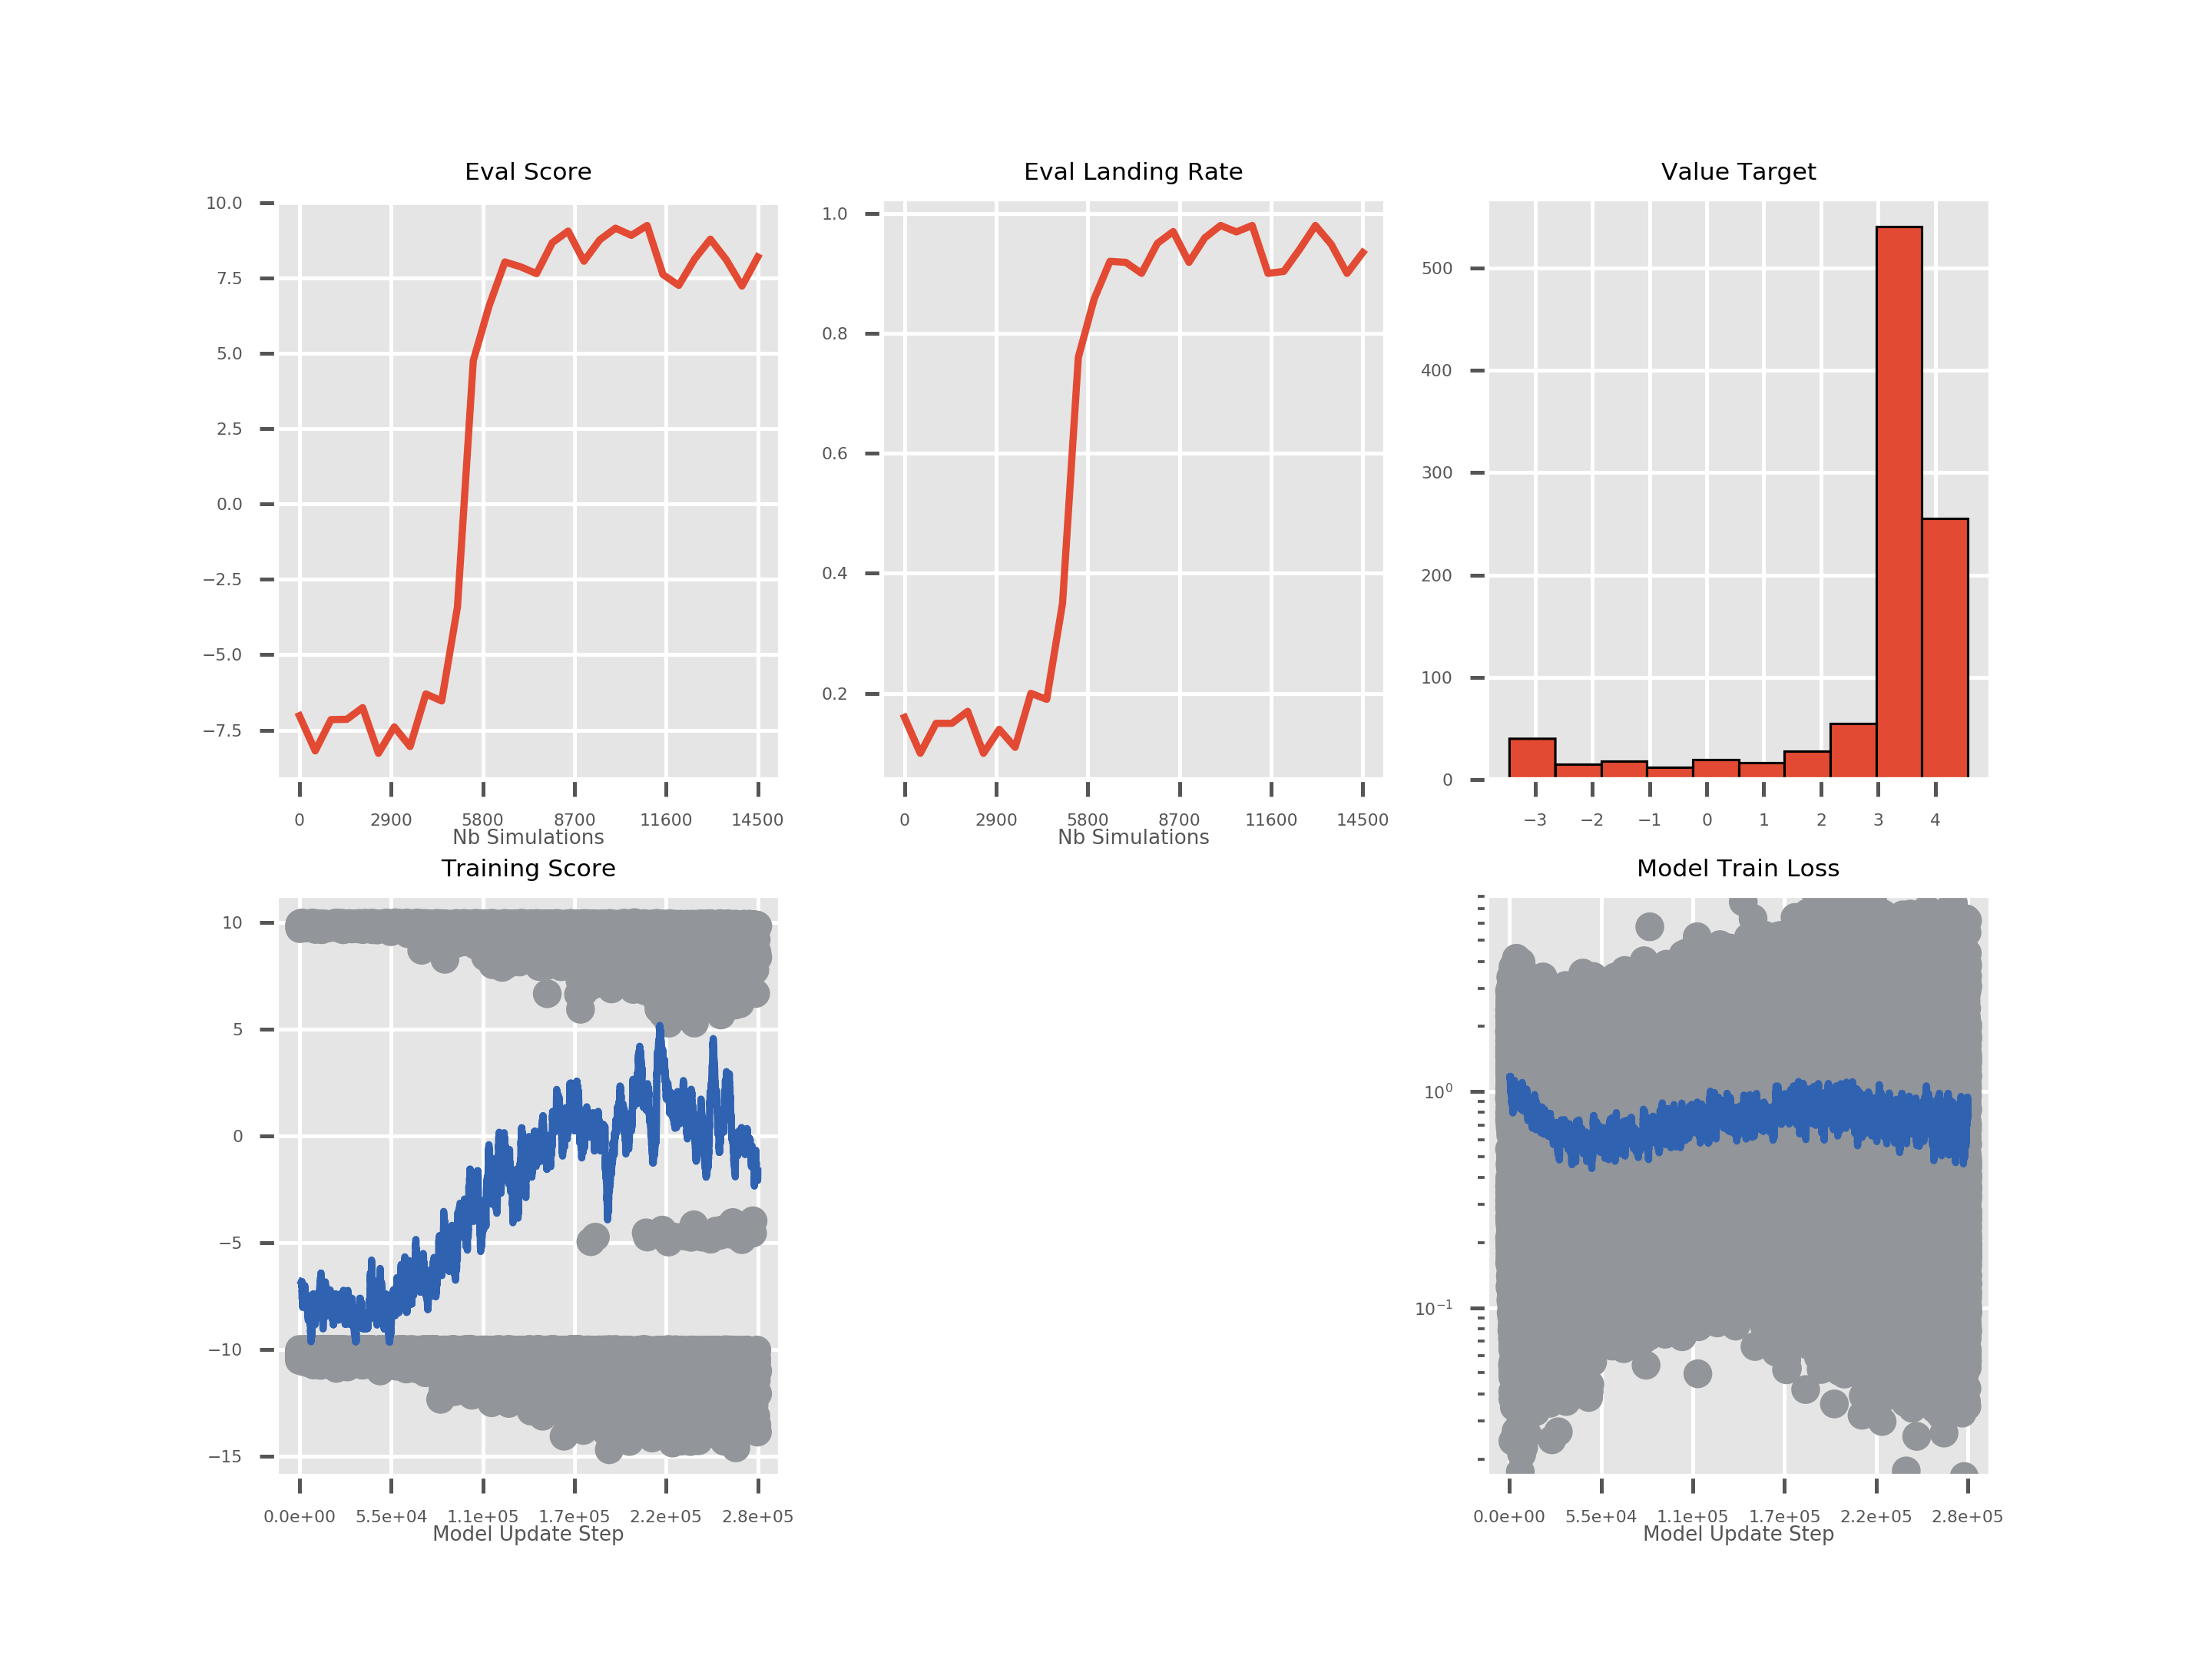 Eval Score
10.0
7.5
5.0
2.5
0.0
−2.5
−5.0
−7.5
0 2900 5800 8700 11600 14500
Nb Simulations
Eval Landing Rate
1.0
0.8
0.6
0.4
0.2
0 2900 5800 8700 11600 14500
Nb Simulations
Value Target
500
400
300
200
100
0
−3 −2 −1 0 1 2 3 4
Training Score
10
5
0
−5
−10
−15
0.0e+00 5.5e+04 1.1e+05 1.7e+05 2.2e+05 2.8e+05
Model Update Step
Model Train Loss
10⁰
10⁻¹
0.0e+00 5.5e+04 1.1e+05 1.7e+05 2.2e+05 2.8e+05
Model Update Step